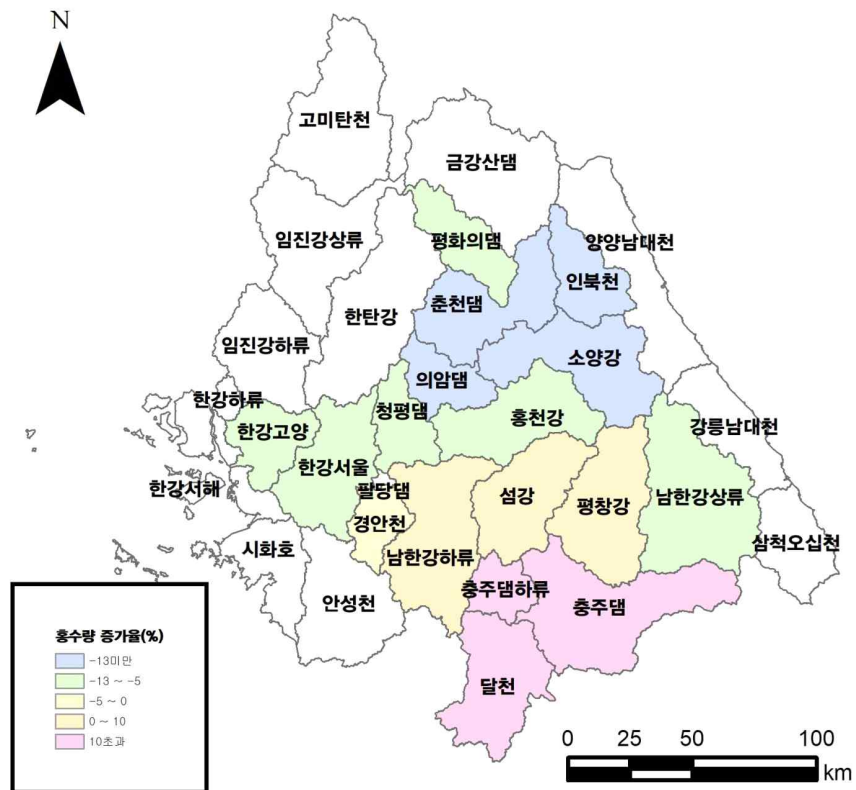 N
고미탄천
금강산댐
임진강상류
평화의댐
양양남대천
인북천
춘천댐
한탄강
임진강하류
소양강
의암댐
한강하류
청평댐
홍천강
강릉남대천
한강고양
한강서울
한강서해
팔당댐
섬강
평창강
남한강상류
경안천
시화호
남한강하류
삼척오십천
충주댐하류
안성천
충주댐
달천
홍수량 증가율(%)
-13미만
-13 ~ -5
-5 ~ 0
0 ~ 10
10초과
0 25 50 100
km